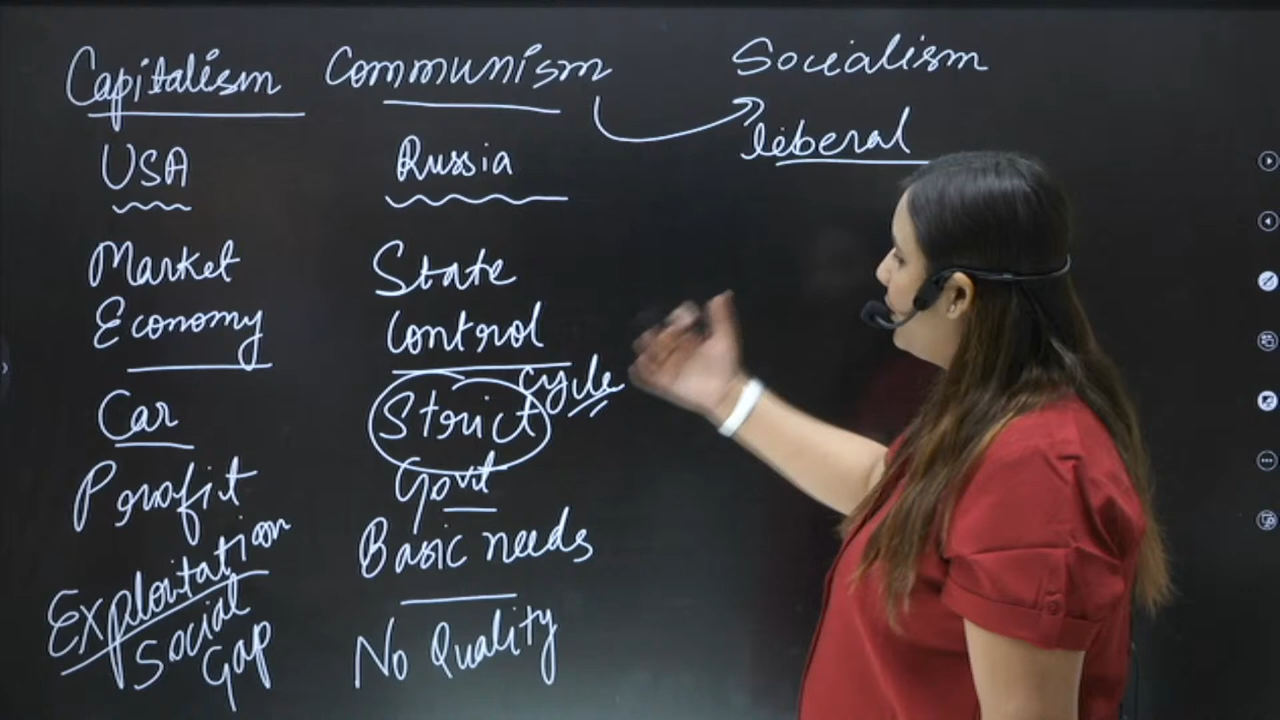 Capitalism
USA
Market
Economy
Car
Profit
Exploitation
Social
Gap
Communism
Russia
State
Control
cycle
Strict
Govt
Basic needs
No Quality
Socialism
liberal